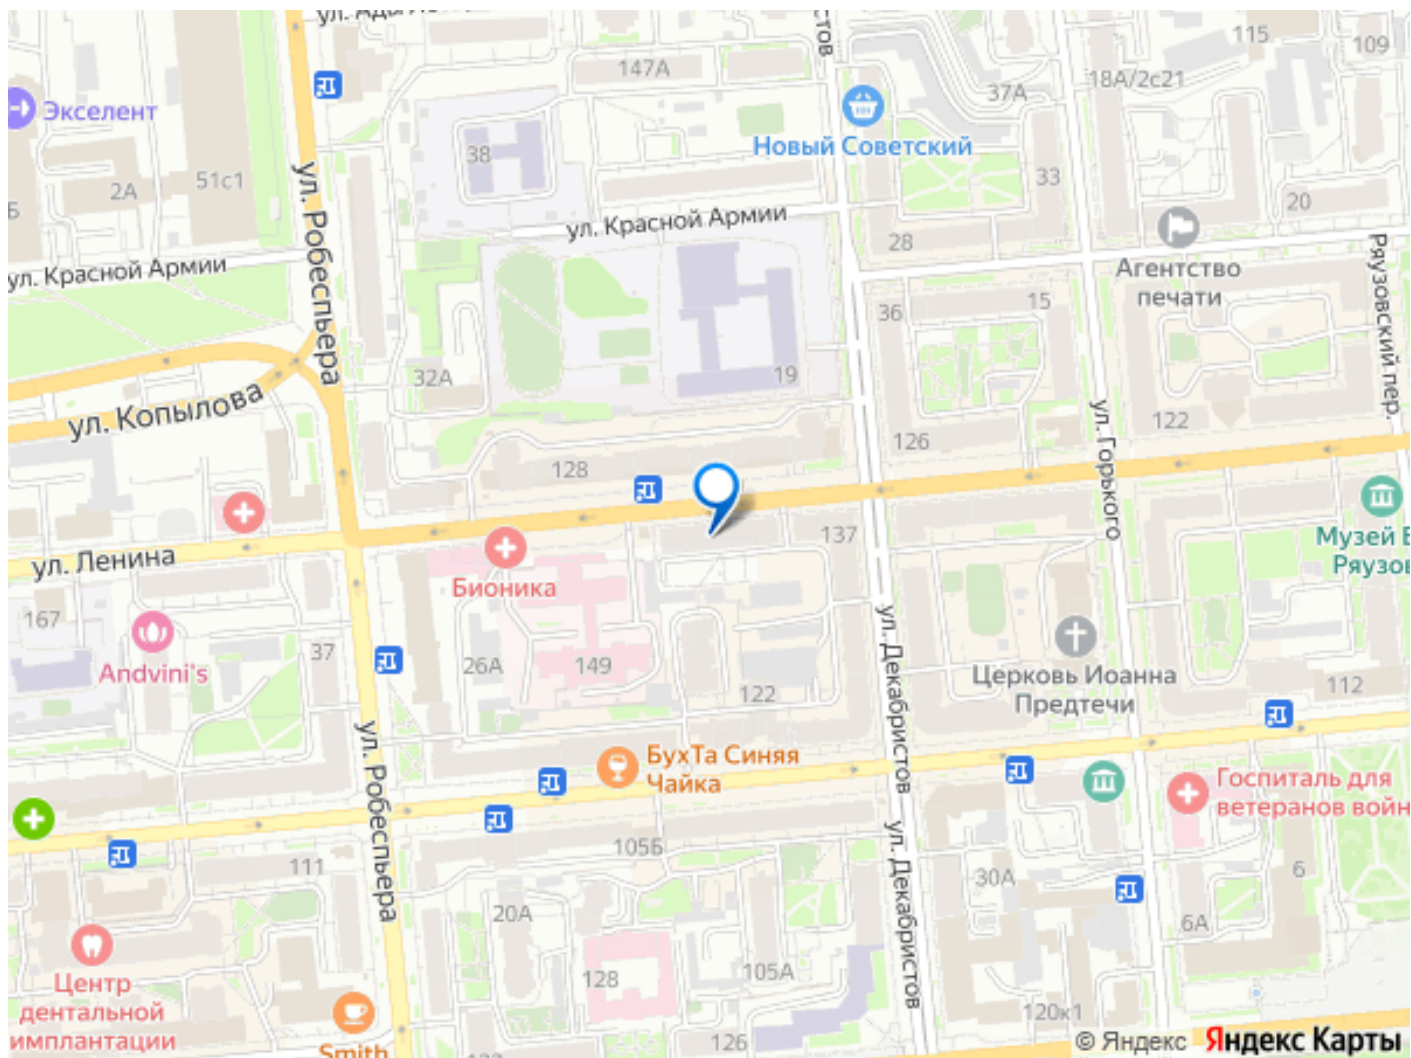 115
109
147А
37А
18А/2с21
Экселент
Новый Советский
38
51с1
2А
33
20
ул. Робеспьера
ул. Красной Армии
28
Агентство
печати
ул. Красной Армии
36
15
Ряузовский пер.
32А
19
ул. Копылова
ул. Горького
122
126
128
137
ул. Ленина
Бионика
167
Andvini's
37
26А
149
122
ул. Декабристов
Церковь Иоанна
Предтечи
112
ул. Робеспьера
БухТа Синяя
Чайка
Госпиталь для
ветеранов войн
111
105Б
ул. Декабристов
30А
6
20А
6А
Центр
дентальной
имплантации
128
105А
120к1
Smith
126
© Яндекс Яндекс Карты